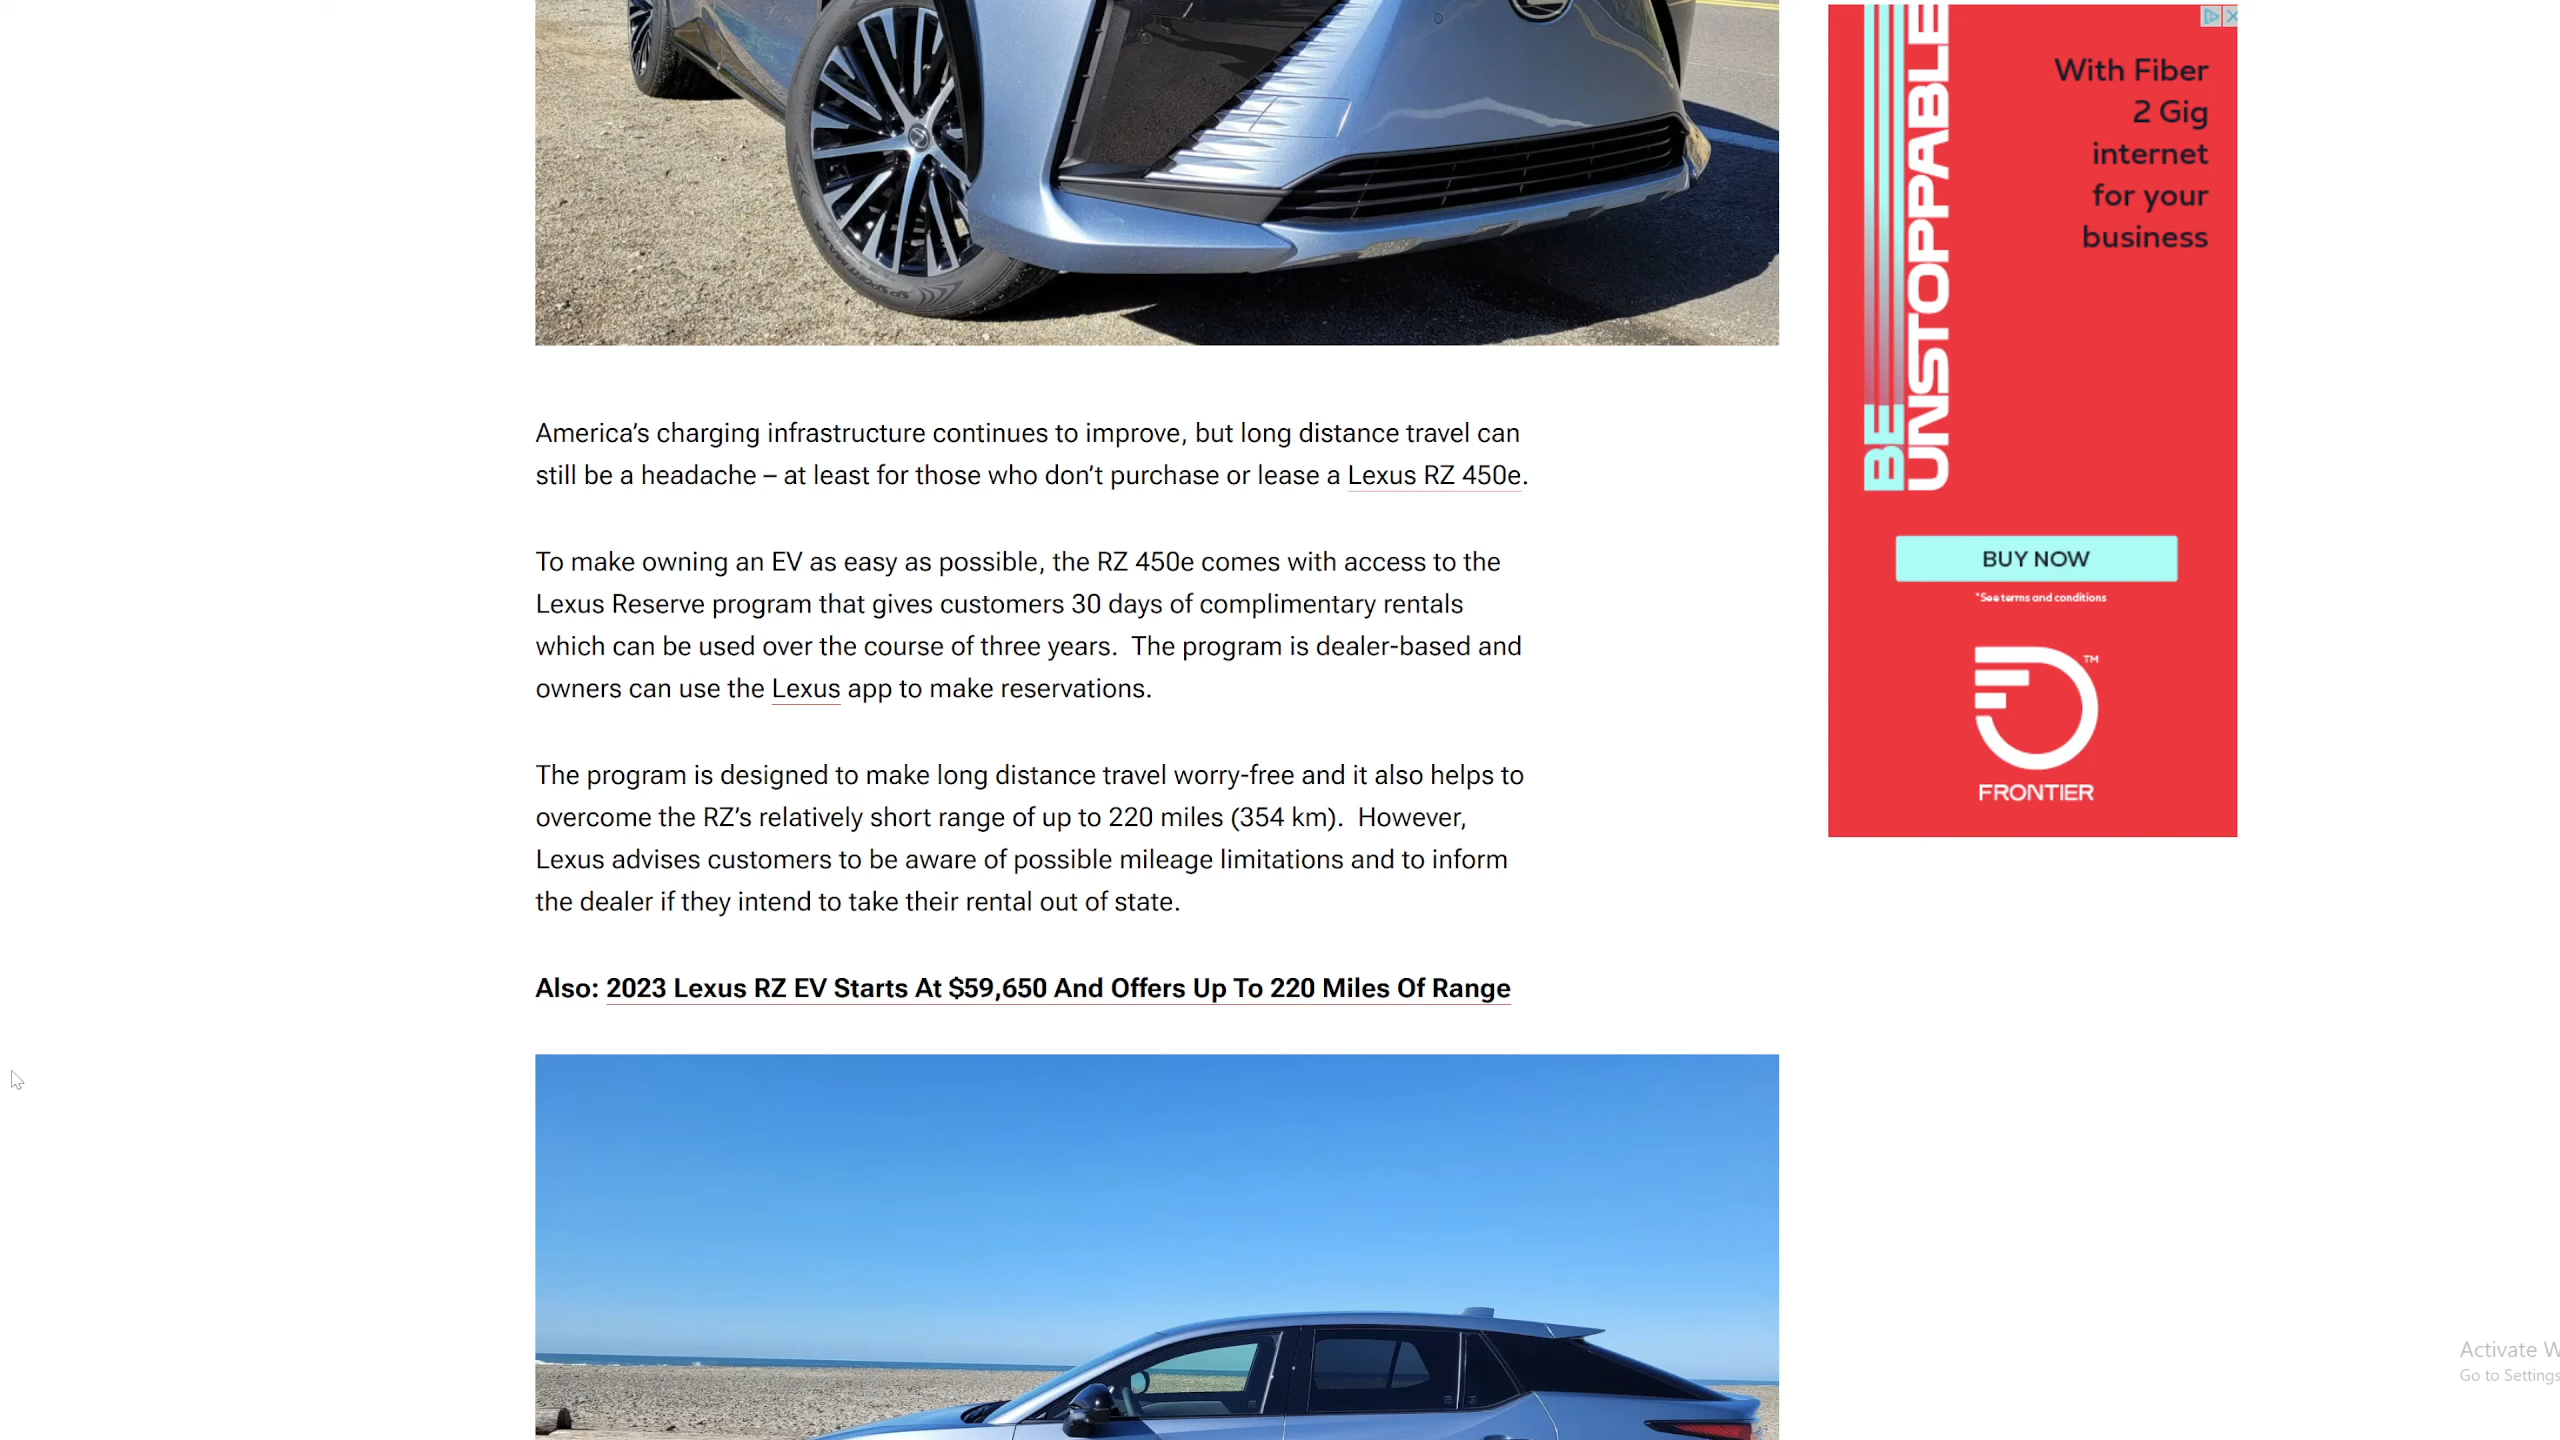 America’s charging infrastructure continues to improve, but long distance travel can
still be a headache – at least for those who don’t purchase or lease a Lexus RZ 450e.
To make owning an EV as easy as possible, the RZ 450e comes with access to the
Lexus Reserve program that gives customers 30 days of complimentary rentals
which can be used over the course of three years.  The program is dealer-based and
owners can use the Lexus app to make reservations.
The program is designed to make long distance travel worry-free and it also helps to
overcome the RZ’s relatively short range of up to 220 miles (354 km).  However,
Lexus advises customers to be aware of possible mileage limitations and to inform
the dealer if they intend to take their rental out of state.
Also: 2023 Lexus RZ EV Starts At $59,650 And Offers Up To 220 Miles Of Range
BE
UNSTOPPABLE
With Fiber
2 Gig
internet
for your
business
BUY NOW
*See terms and conditions
TM
FRONTIER
Activate W
Go to Settings